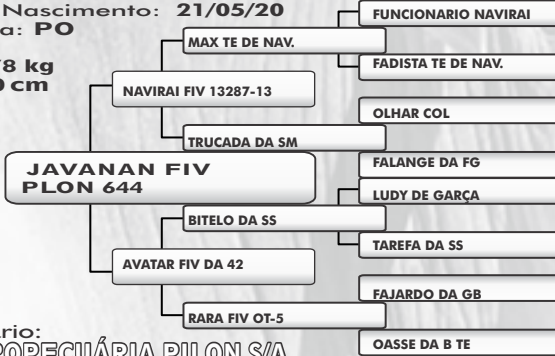 Nascimento: 21/05/20
PO
8 kg
cm
FUNCIONARIO NAVIRAI
MAX TE DE NAV.
FADISTA TE DE NAV.
NAVIRAI FIV 13287-13
OLHAR COL
TRUCADA DA SM
FALANGE DA FG
JAVANAN FIV
PLON 644
LUDY DE GARÇA
BITELO DA SS
TAREFA DA SS
AVATAR FIV DA 42
FAJARDO DA GB
RARA FIV OT-5
OASSE DA B TE
rio:
OPECUÁRIA PILON S/A